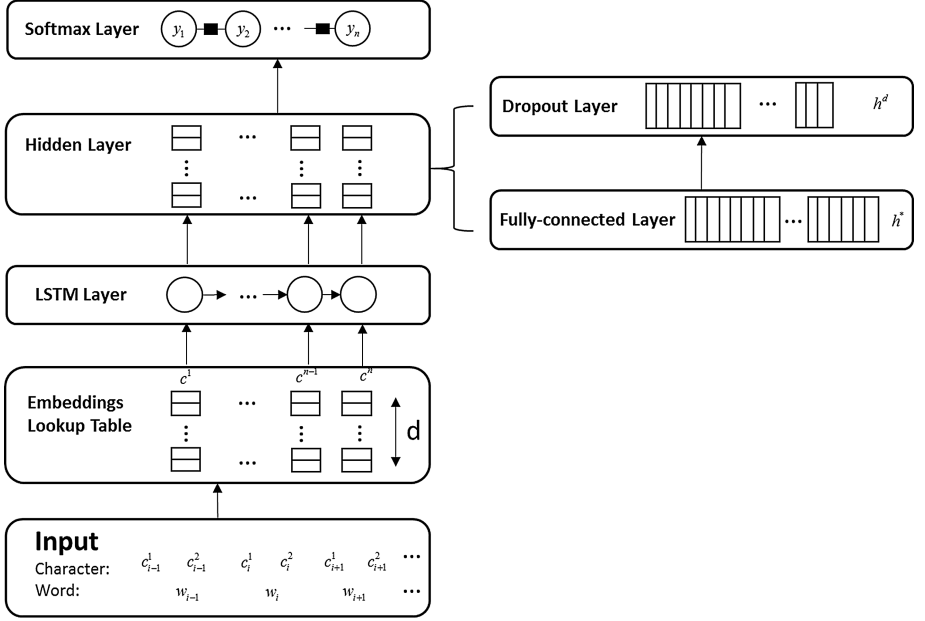 Softmax Layer y₁ y₂ ... yₙ
Hidden Layer ...
...
Dropout Layer ... hᵈ
Fully-connected Layer ... h*
LSTM Layer ...
c¹ cⁿ⁻¹ cⁿ
Embeddings
Lookup Table
...
...
d
Input
Character: c¹ᵢ₋₁ c²ᵢ₋₁ c¹ᵢ c²ᵢ c¹ᵢ₊₁ c²ᵢ₊₁ ...
Word: wᵢ₋₁ wᵢ wᵢ₊₁ ...